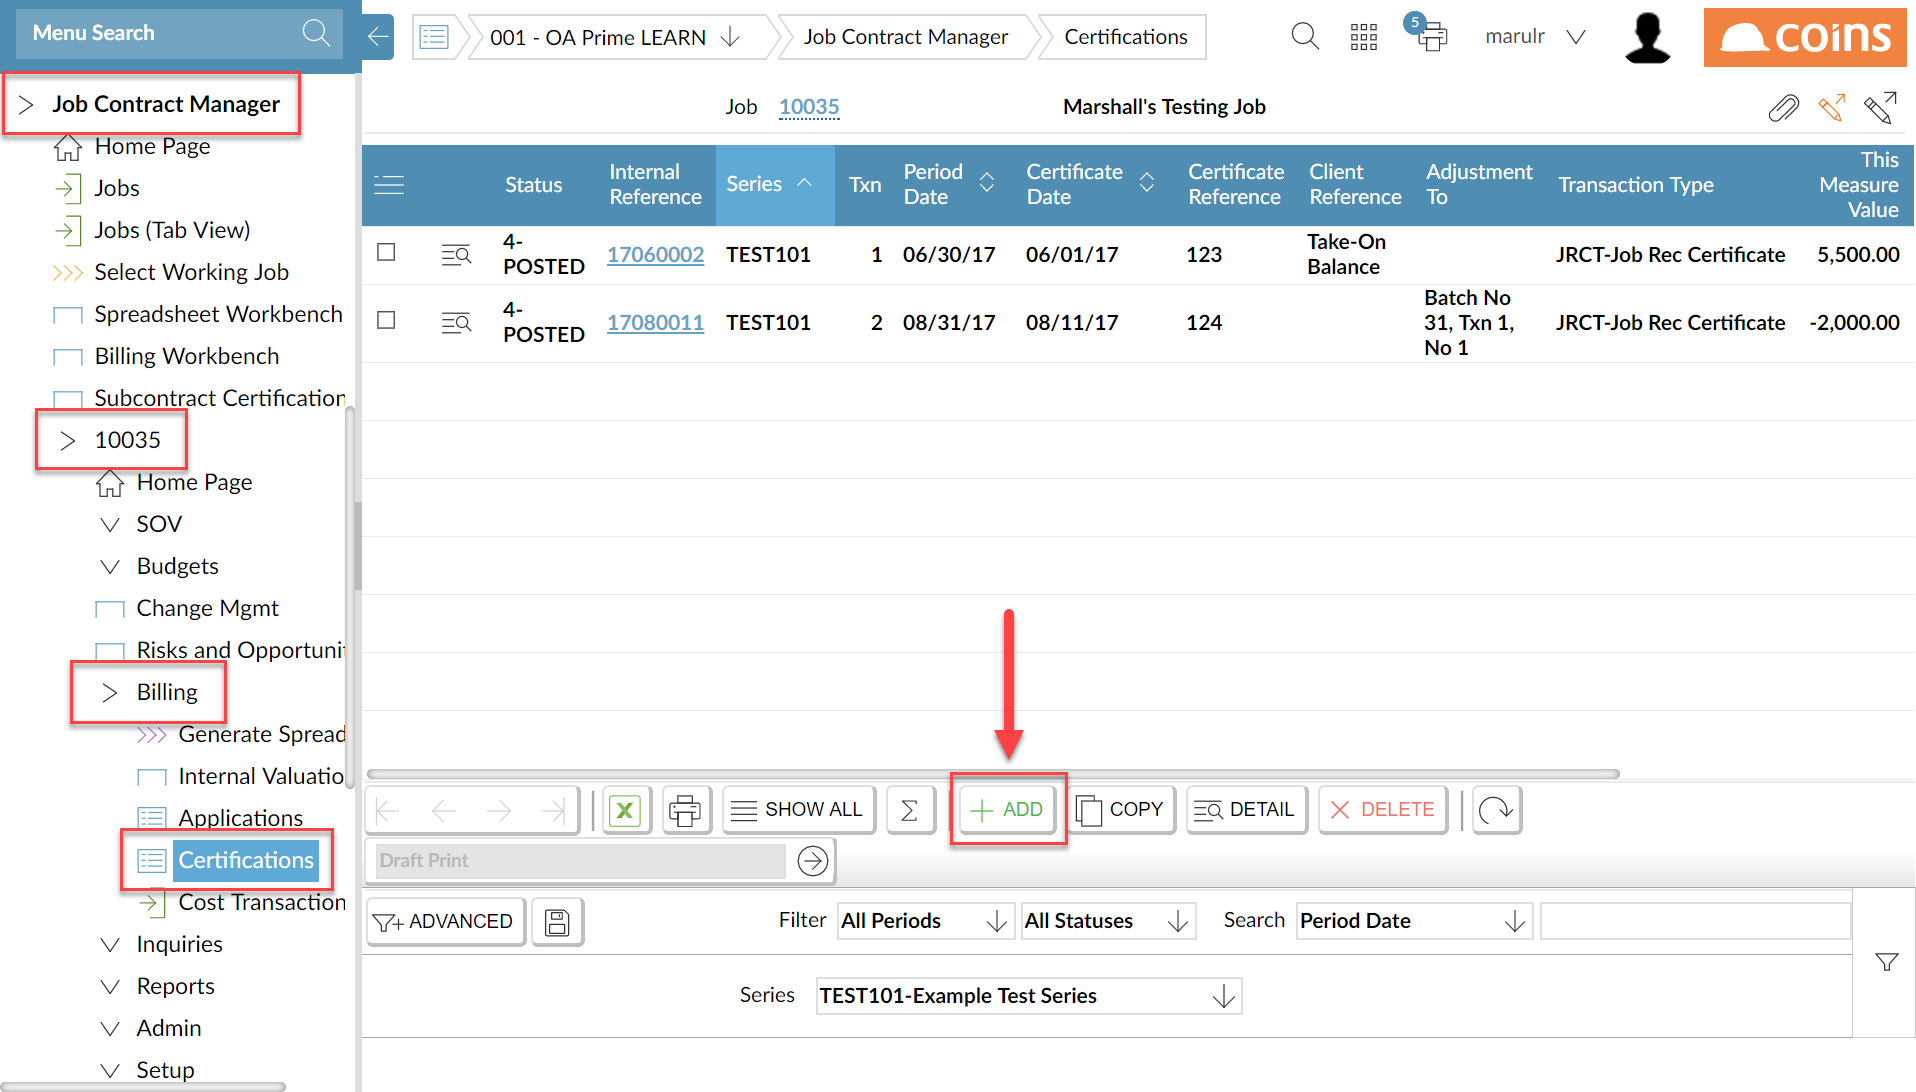 Menu Search
001 - OA Prime LEARN
Job Contract Manager
Certifications
5
marulr
coins
Job Contract Manager
Home Page
Jobs
Jobs (Tab View)
Select Working Job
Spreadsheet Workbench
Billing Workbench
Subcontract Certification
10035
Home Page
SOV
Budgets
Change Mgmt
Risks and Opportuni
Billing
Generate Spread
Internal Valuatio
Applications
Certifications
Cost Transaction
Inquiries
Reports
Admin
Setup
Job 10035 Marshall's Testing Job
Status
Internal
Reference
Series
Txn
Period
Date
Certificate
Date
Certificate
Reference
Client
Reference
Adjustment
To
Transaction Type
This
Measure
Value
4-
POSTED
17060002
TEST101
1
06/30/17
06/01/17
123
Take-On
Balance
JRCT-Job Rec Certificate
5,500.00
4-
POSTED
17080011
TEST101
2
08/31/17
08/11/17
124
Batch No
31, Txn 1,
No 1
JRCT-Job Rec Certificate
-2,000.00
X
SHOW ALL
Σ
ADD
COPY
DETAIL
DELETE
Draft Print
ADVANCED
Filter All Periods All Statuses Search Period Date
Series TEST101-Example Test Series